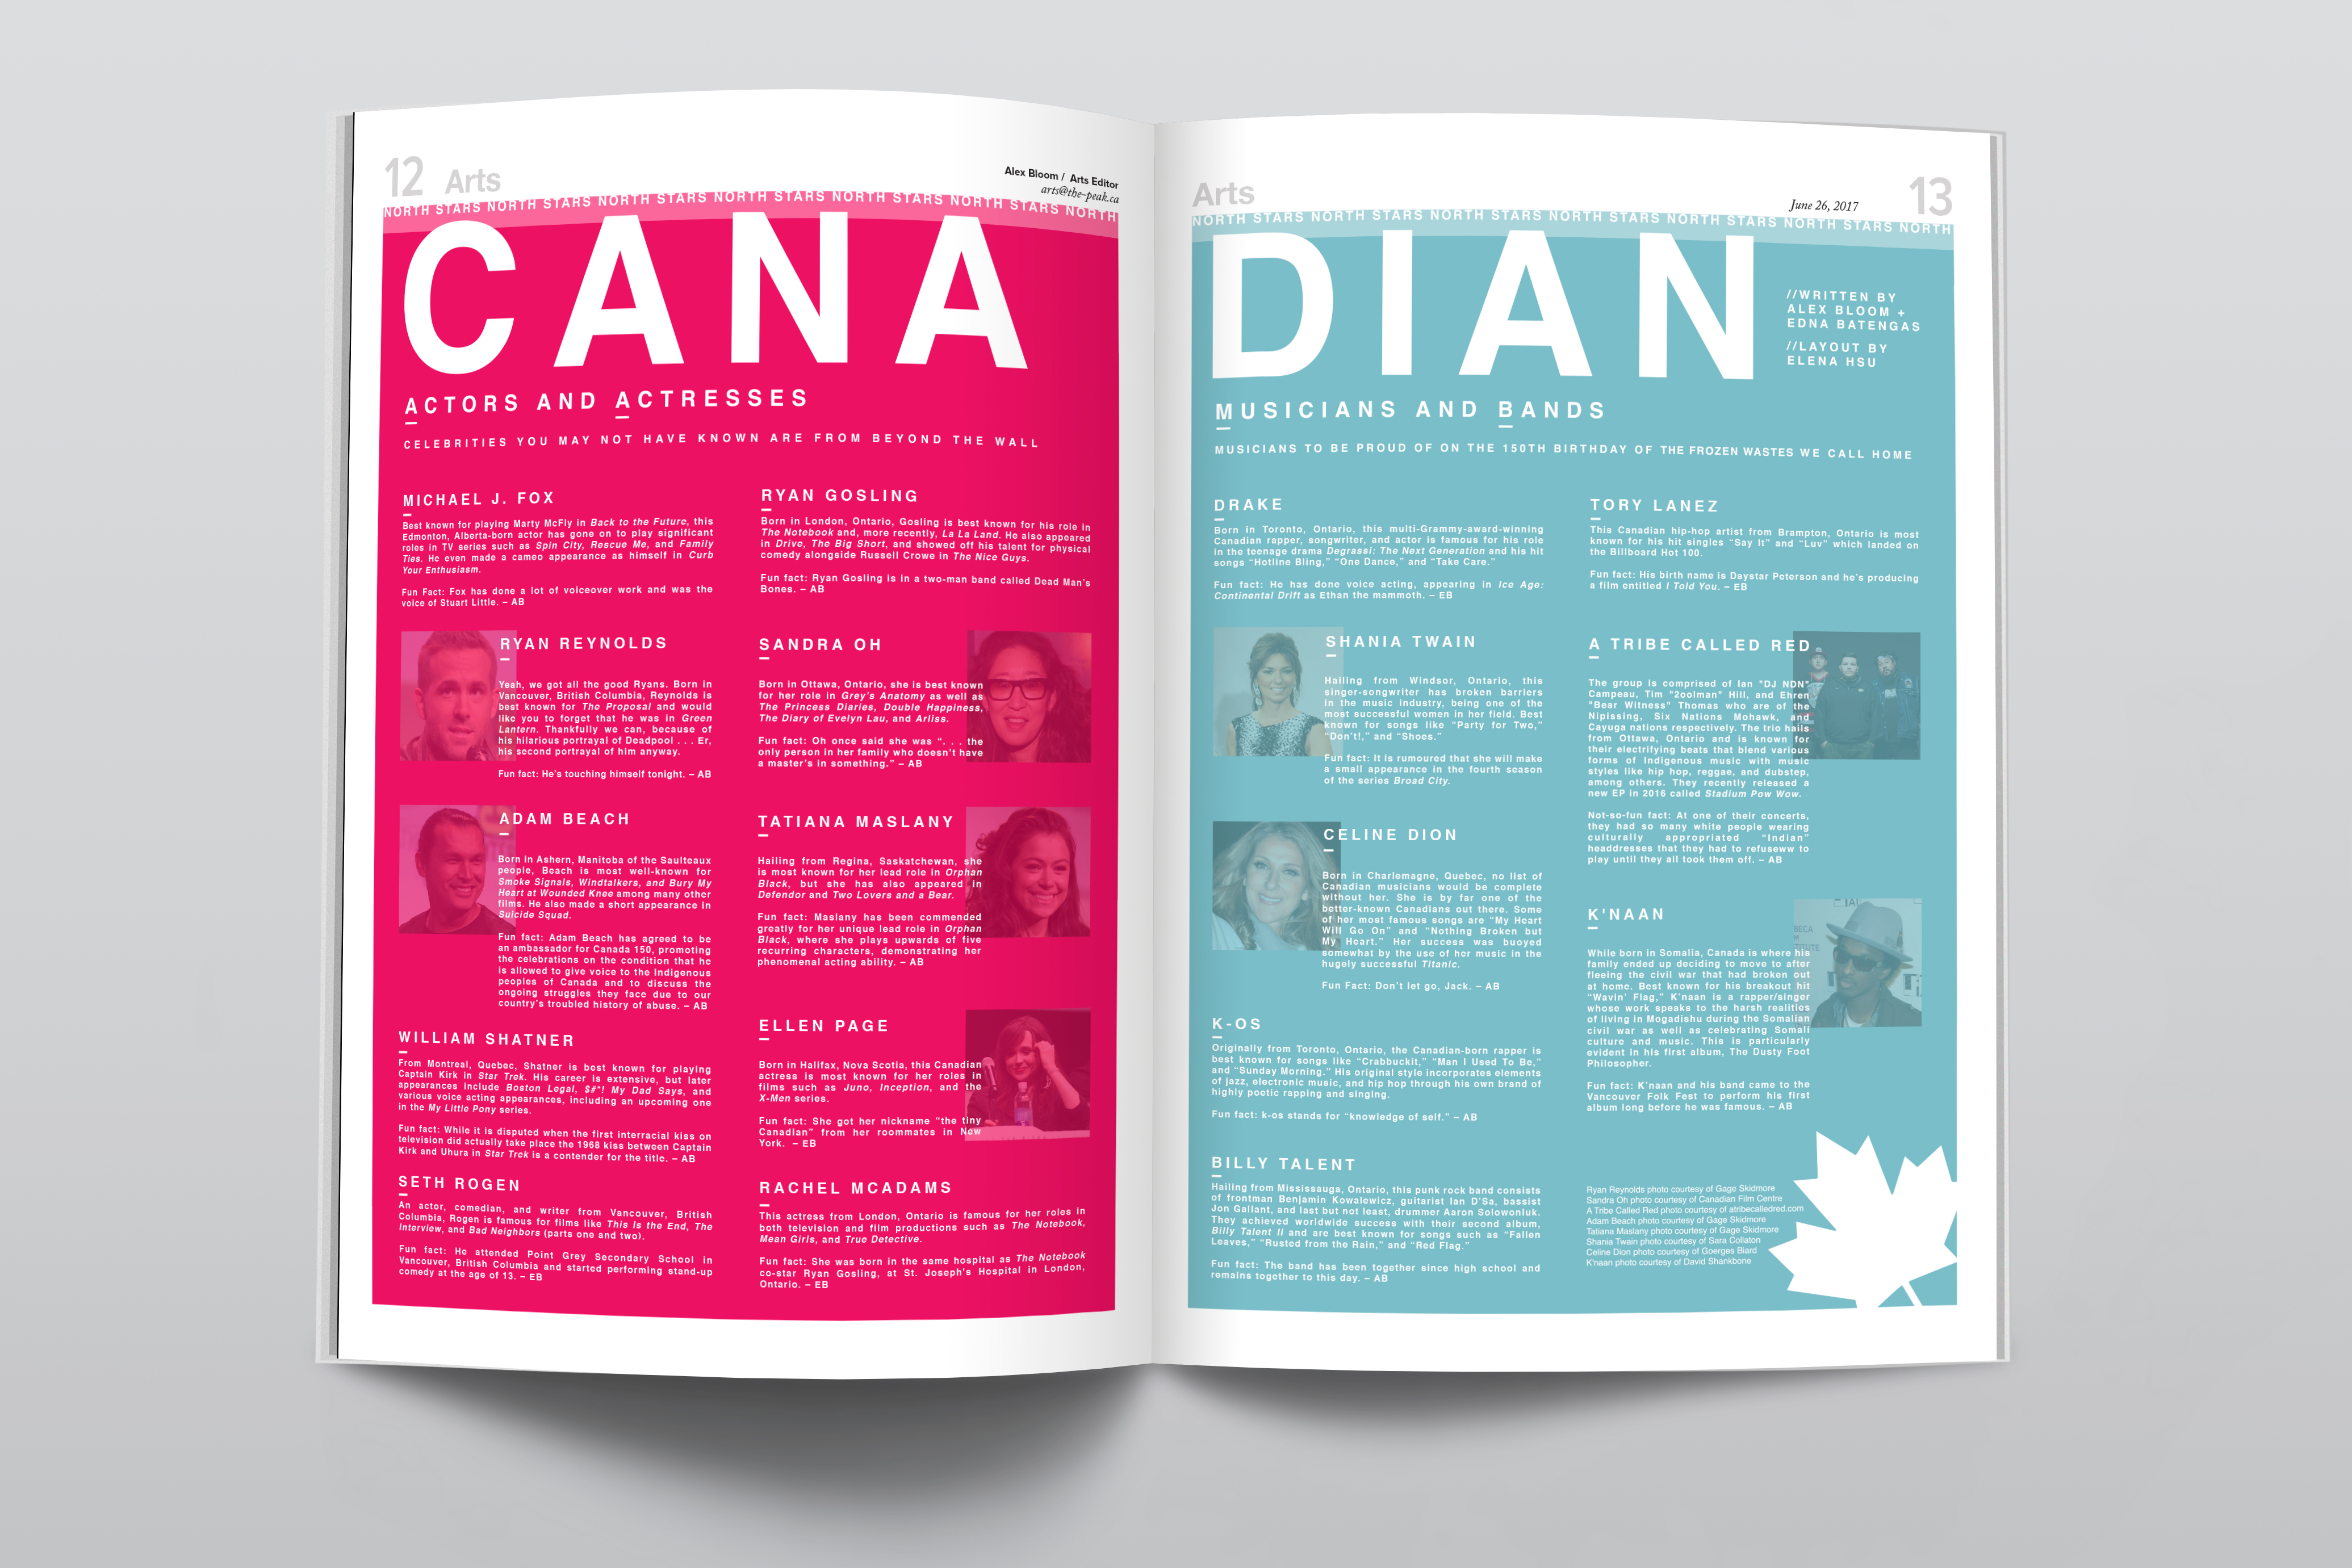 12 Arts
Alex Bloom / Arts Editor
arts@the-peak.ca
NORTH STARS NORTH STARS NORTH STARS NORTH STARS NORTH STARS NORTH STARS NORTH
CANA
ACTORS AND ACTRESSES
CELEBRITIES YOU MAY NOT HAVE KNOWN ARE FROM BEYOND THE WALL
MICHAEL J. FOX
Best known for playing Marty McFly in Back to the Future, this
Edmonton, Alberta-born actor has gone on to play significant
roles in TV series such as Spin City, Rescue Me, and Family
Ties. He even made a cameo appearance as himself in Curb
Your Enthusiasm.
Fun Fact: Fox has done a lot of voiceover work and was the
voice of Stuart Little. – AB
RYAN REYNOLDS
Yeah, we got all the good Ryans. Born in
Vancouver, British Columbia, Reynolds is
best known for The Proposal and would
like you to forget that he was in Green
Lantern. Thankfully we can, because of
his hilarious portrayal of Deadpool . . . Er,
his second portrayal of him anyway.
Fun fact: He's touching himself tonight. – AB
ADAM BEACH
Born in Ashern, Manitoba of the Saulteaux
people, Beach is most well-known for
Smoke Signals, Windtalkers, and Bury My
Heart at Wounded Knee among many other
films. He also made a short appearance in
Suicide Squad.
Fun fact: Adam Beach has agreed to be
an ambassador for Canada 150, promoting
the celebrations on the condition that he
is allowed to give voice to the Indigenous
peoples of Canada and to discuss the
ongoing struggles they face due to our
country's troubled history of abuse. – AB
WILLIAM SHATNER
From Montreal, Quebec, Shatner is best known for playing
Captain Kirk in Star Trek. His career is extensive, but later
appearances include Boston Legal, $#*! My Dad Says, and
various voice acting appearances, including an upcoming one
in the My Little Pony series.
Fun fact: While it is disputed when the first interracial kiss on
television did actually take place the 1968 kiss between Captain
Kirk and Uhura in Star Trek is a contender for the title. – AB
SETH ROGEN
An actor, comedian, and writer from Vancouver, British
Columbia, Rogen is famous for films like This Is the End, The
Interview, and Bad Neighbors (parts one and two).
Fun fact: He attended Point Grey Secondary School in
Vancouver, British Columbia and started performing stand-up
comedy at the age of 13. – EB
RYAN GOSLING
Born in London, Ontario, Gosling is best known for his role in
The Notebook and, more recently, La La Land. He also appeared
in Drive, The Big Short, and showed off his talent for physical
comedy alongside Russell Crowe in The Nice Guys.
Fun fact: Ryan Gosling is in a two-man band called Dead Man's
Bones. – AB
SANDRA OH
Born in Ottawa, Ontario, she is best known
for her role in Grey's Anatomy as well as
The Princess Diaries, Double Happiness,
The Diary of Evelyn Lau, and Arliss.
Fun fact: Oh once said she was “. . . the
only person in her family who doesn't have
a master's in something.” – AB
TATIANA MASLANY
Hailing from Regina, Saskatchewan, she
is most known for her lead role in Orphan
Black, but she has also appeared in
Defendor and Two Lovers and a Bear.
Fun fact: Maslany has been commended
greatly for her unique lead role in Orphan
Black, where she plays upwards of five
recurring characters, demonstrating her
phenomenal acting ability. – AB
ELLEN PAGE
Born in Halifax, Nova Scotia, this Canadian
actress is most known for her roles in
films such as Juno, Inception, and the
X-Men series.
Fun fact: She got her nickname “the tiny
Canadian” from her roommates in New
York. – EB
RACHEL MCADAMS
This actress from London, Ontario is famous for her roles in
both television and film productions such as The Notebook,
Mean Girls, and True Detective.
Fun fact: She was born in the same hospital as The Notebook
co-star Ryan Gosling, at St. Joseph's Hospital in London,
Ontario. – EB
Arts
June 26, 2017
13
NORTH STARS NORTH STARS NORTH STARS NORTH STARS NORTH STARS NORTH STARS NORTH
DIAN
//WRITTEN BY
ALEX BLOOM +
EDNA BATENGAS
//LAYOUT BY
ELENA HSU
MUSICIANS AND BANDS
MUSICIANS TO BE PROUD OF ON THE 150TH BIRTHDAY OF THE FROZEN WASTES WE CALL HOME
DRAKE
Born in Toronto, Ontario, this multi-Grammy-award-winning
Canadian rapper, songwriter, and actor is famous for his role
in the teenage drama Degrassi: The Next Generation and his hit
songs “Hotline Bling,” “One Dance,” and “Take Care.”
Fun fact: He has done voice acting, appearing in Ice Age:
Continental Drift as Ethan the mammoth. – EB
SHANIA TWAIN
Hailing from Windsor, Ontario, this
singer-songwriter has broken barriers
in the music industry, being one of the
most successful women in her field. Best
known for songs like “Party for Two,”
“Don't!,” and “Shoes.”
Fun fact: It is rumoured that she will make
a small appearance in the fourth season
of the series Broad City.
CELINE DION
Born in Charlemagne, Quebec, no list of
Canadian musicians would be complete
without her. She is by far one of the
better-known Canadians out there. Some
of her most famous songs are “My Heart
Will Go On” and “Nothing Broken but
My Heart.” Her success was buoyed
somewhat by the use of her music in the
hugely successful Titanic.
Fun Fact: Don't let go, Jack. – AB
K-OS
Originally from Toronto, Ontario, the Canadian-born rapper is
best known for songs like “Crabbuckit,” “Man I Used To Be,”
and “Sunday Morning.” His original style incorporates elements
of jazz, electronic music, and hip hop through his own brand of
highly poetic rapping and singing.
Fun fact: k-os stands for “knowledge of self.” – AB
BILLY TALENT
Hailing from Mississauga, Ontario, this punk rock band consists
of frontman Benjamin Kowalewicz, guitarist Ian D'Sa, bassist
Jon Gallant, and last but not least, drummer Aaron Solowoniuk.
They achieved worldwide success with their second album,
Billy Talent II and are best known for songs such as “Fallen
Leaves,” “Rusted from the Rain,” and “Red Flag.”
Fun fact: The band has been together since high school and
remains together to this day. – AB
TORY LANEZ
This Canadian hip-hop artist from Brampton, Ontario is most
known for his hit singles “Say It” and “Luv” which landed on
the Billboard Hot 100.
Fun fact: His birth name is Daystar Peterson and he's producing
a film entitled I Told You. – EB
A TRIBE CALLED RED
The group is comprised of Ian "DJ NDN"
Campeau, Tim "2oolman" Hill, and Ehren
"Bear Witness" Thomas who are of the
Nipissing, Six Nations Mohawk, and
Cayuga nations respectively. The trio hails
from Ottawa, Ontario and is known for
their electrifying beats that blend various
forms of Indigenous music with music
styles like hip hop, reggae, and dubstep,
among others. They recently released a
new EP in 2016 called Stadium Pow Wow.
Not-so-fun fact: At one of their concerts,
they had so many white people wearing
culturally appropriated “Indian”
headdresses that they had to refuseww to
play until they all took them off. – AB
K'NAAN
While born in Somalia, Canada is where his
family ended up deciding to move to after
fleeing the civil war that had broken out
at home. Best known for his breakout hit
“Wavin' Flag,” K'naan is a rapper/singer
whose work speaks to the harsh realities
of living in Mogadishu during the Somalian
civil war as well as celebrating Somali
culture and music. This is particularly
evident in his first album, The Dusty Foot
Philosopher.
Fun fact: K'naan and his band came to the
Vancouver Folk Fest to perform his first
album long before he was famous. – AB
Ryan Reynolds photo courtesy of Gage Skidmore
Sandra Oh photo courtesy of Canadian Film Centre
A Tribe Called Red photo courtesy of atribecalledred.com
Adam Beach photo courtesy of Gage Skidmore
Tatiana Maslany photo courtesy of Gage Skidmore
Shania Twain photo courtesy of Sara Collaton
Celine Dion photo courtesy of Goerges Biard
K'naan photo courtesy of David Shankbone